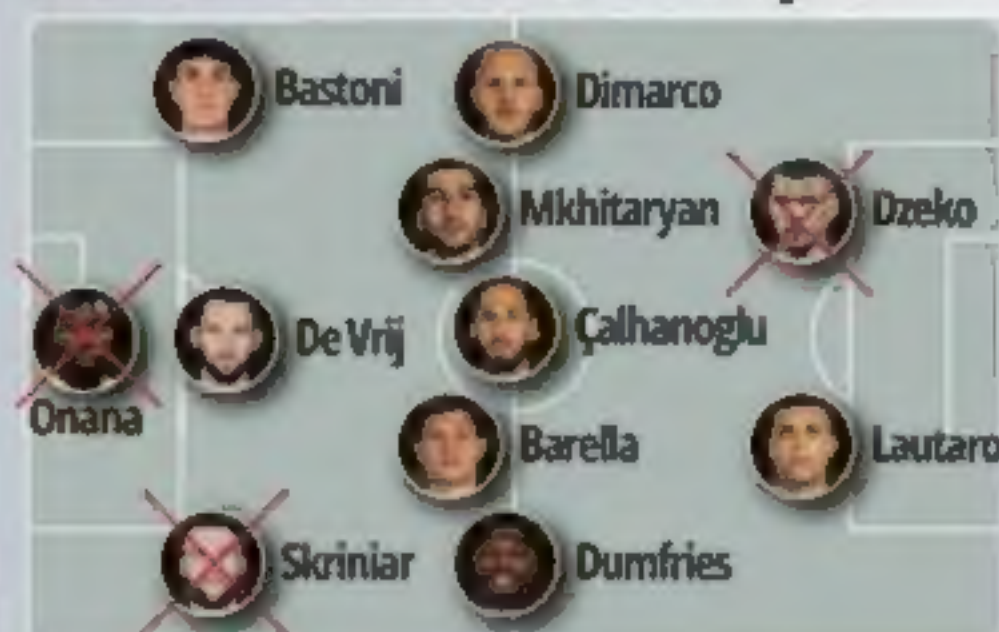 Bastoni
Dimarco
Mkhitaryan
Dzeko
De Vrij
Çalhanoglu
Onana
Barella
Lautaro
Skriniar
Dumfries